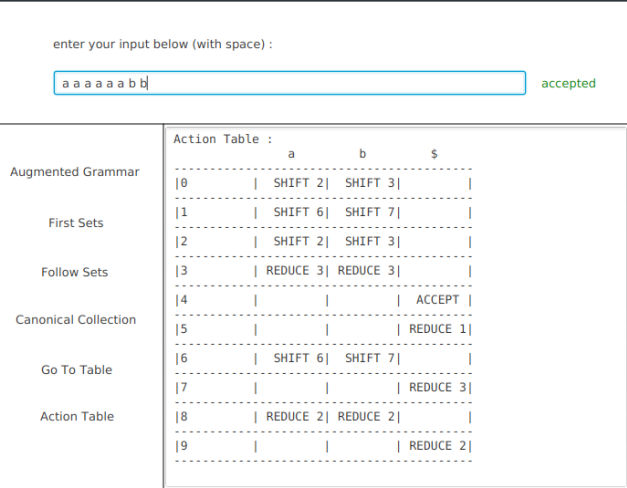 enter your input below (with space) :
a a a a a a b b
accepted
Augmented Grammar
First Sets
Follow Sets
Canonical Collection
Go To Table
Action Table
Action Table :
a b $
-----------------------------------------
|0 | SHIFT 2| SHIFT 3| |
-----------------------------------------
|1 | SHIFT 6| SHIFT 7| |
-----------------------------------------
|2 | SHIFT 2| SHIFT 3| |
-----------------------------------------
|3 | REDUCE 3| REDUCE 3| |
-----------------------------------------
|4 | | | ACCEPT |
-----------------------------------------
|5 | | | REDUCE 1|
-----------------------------------------
|6 | SHIFT 6| SHIFT 7| |
-----------------------------------------
|7 | | | REDUCE 3|
-----------------------------------------
|8 | REDUCE 2| REDUCE 2| |
-----------------------------------------
|9 | | | REDUCE 2|
-----------------------------------------